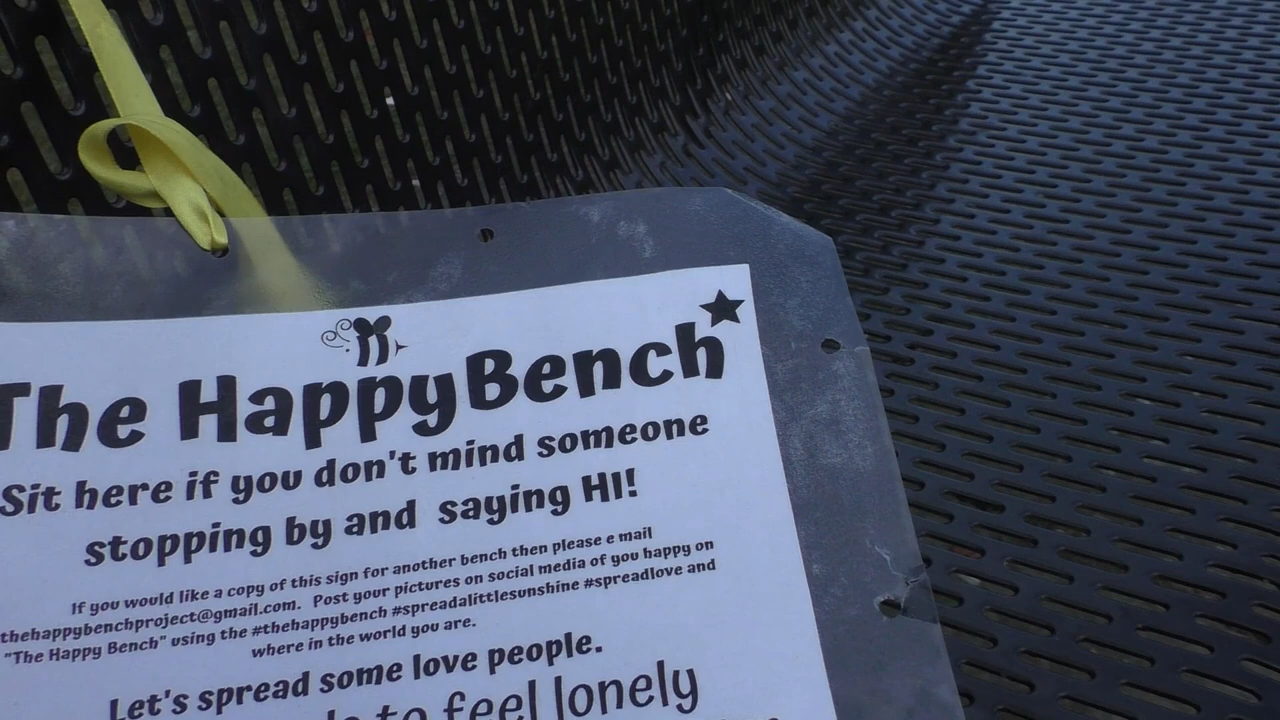 The Happy Bench
Sit here if you don't mind someone
stopping by and saying HI!
If you would like a copy of this sign for another bench then please e mail
thehappybenchproject@gmail.com. Post your pictures on social media of you happy on
"The Happy Bench" using the #thehappybench #spreadalittlesunshine #spreadlove and
where in the world you are.
Let's spread some love people.
to feel lonely